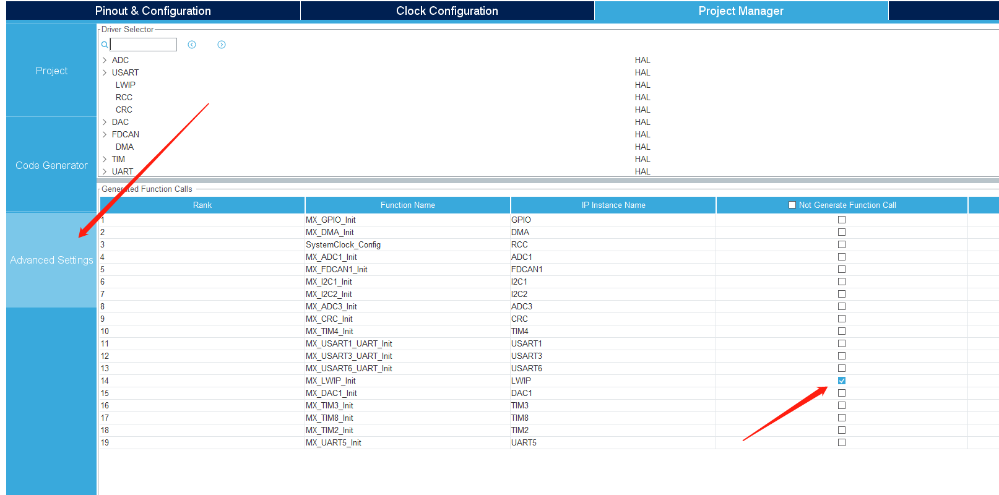 Pinout & Configuration Clock Configuration Project Manager
Project
Code Generator
Advanced Settings
Driver Selector
ADC HAL
USART HAL
LWIP HAL
RCC HAL
CRC HAL
DAC HAL
FDCAN HAL
DMA HAL
TIM HAL
UART HAL
Generated Function Calls
Rank Function Name IP Instance Name Not Generate Function Call
1 MX_GPIO_Init GPIO
2 MX_DMA_Init DMA
3 SystemClock_Config RCC
4 MX_ADC1_Init ADC1
5 MX_FDCAN1_Init FDCAN1
6 MX_I2C1_Init I2C1
7 MX_I2C2_Init I2C2
8 MX_ADC3_Init ADC3
9 MX_CRC_Init CRC
10 MX_TIM4_Init TIM4
11 MX_USART1_UART_Init USART1
12 MX_USART3_UART_Init USART3
13 MX_USART6_UART_Init USART6
14 MX_LWIP_Init LWIP
15 MX_DAC1_Init DAC1
16 MX_TIM3_Init TIM3
17 MX_TIM8_Init TIM8
18 MX_TIM2_Init TIM2
19 MX_UART5_Init UART5